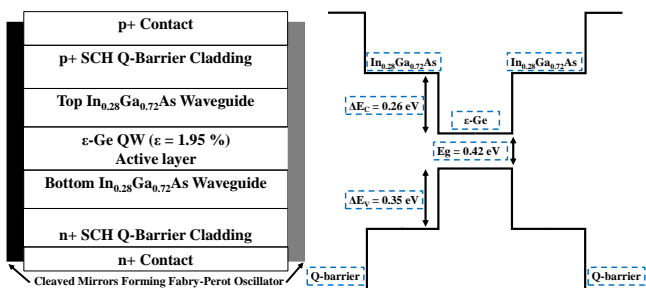 p+ Contact
p+ SCH Q-Barrier Cladding
Top In0.28Ga0.72As Waveguide
ε-Ge QW (ε = 1.95 %)
Active layer
Bottom In0.28Ga0.72As Waveguide
n+ SCH Q-Barrier Cladding
n+ Contact
Cleaved Mirrors Forming Fabry-Perot Oscillator
In0.28Ga0.72As
In0.28Ga0.72As
ΔEC = 0.26 eV
ε-Ge
Eg = 0.42 eV
ΔEV = 0.35 eV
Q-barrier
Q-barrier